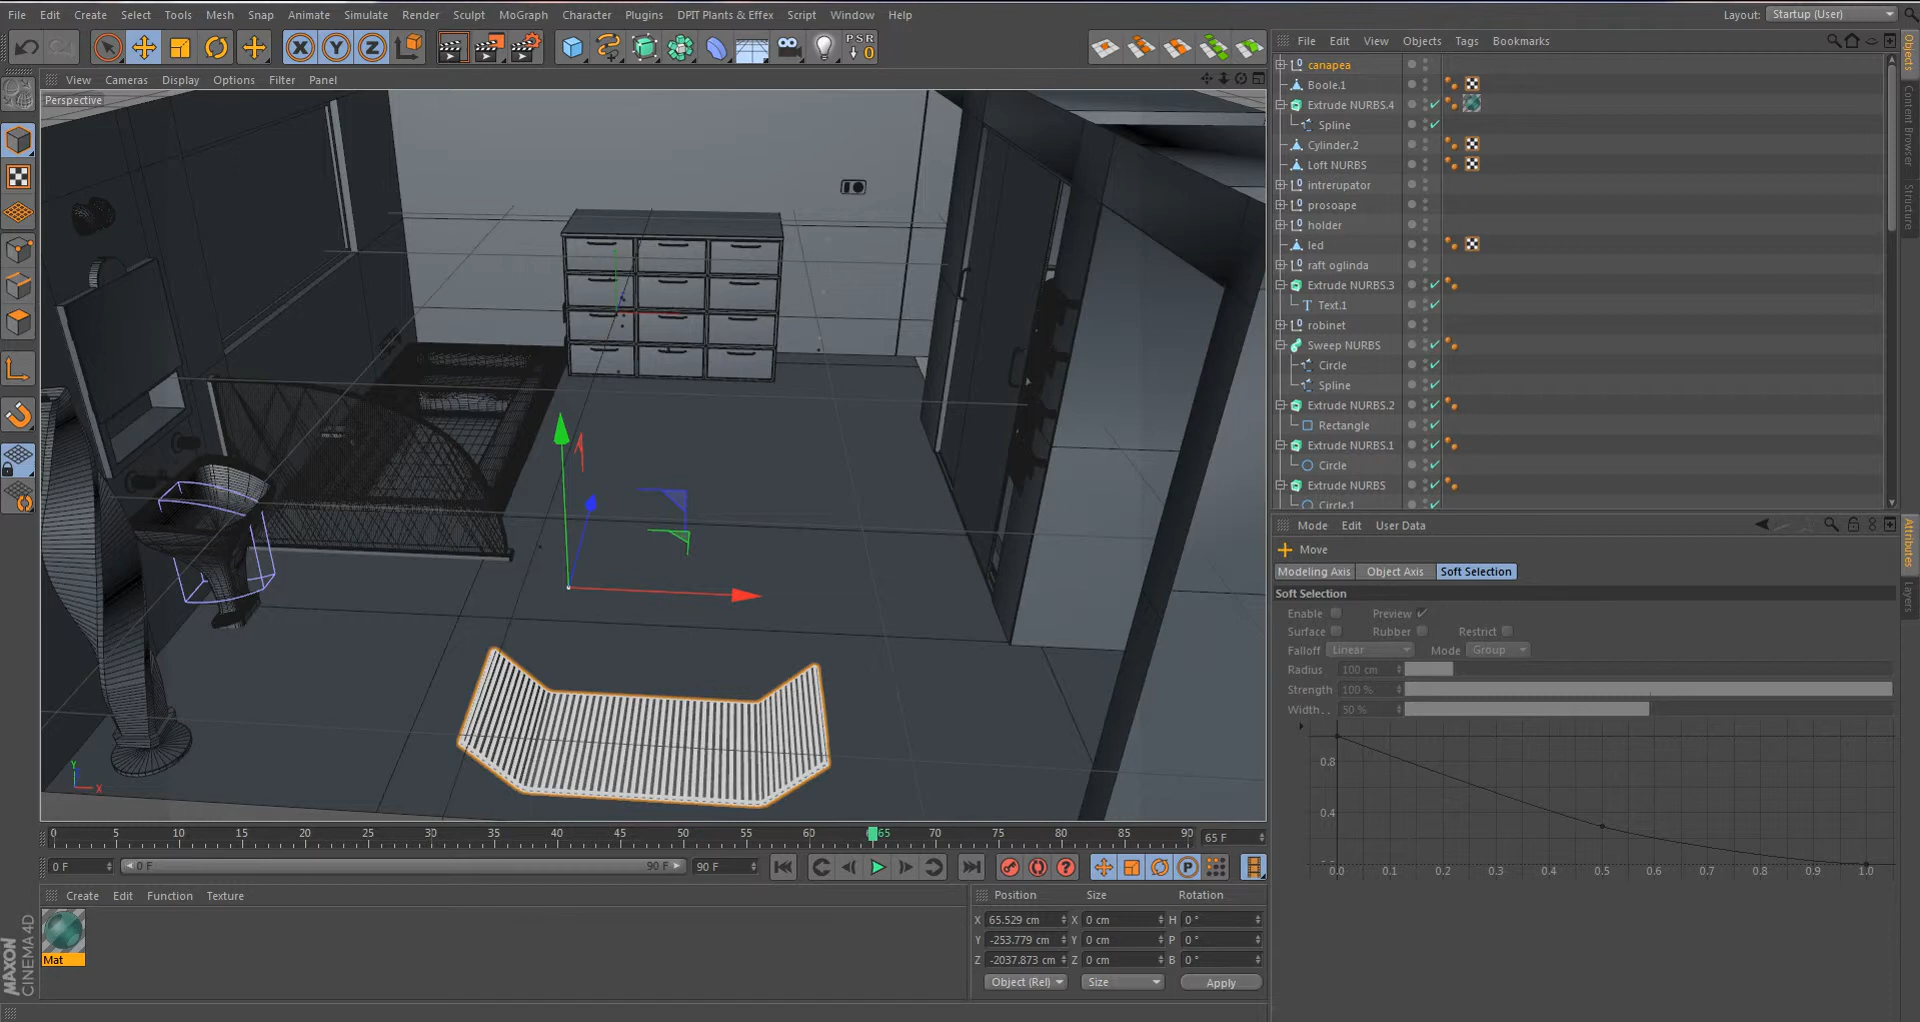 File Edit Create Select Tools Mesh Snap Animate Simulate Render Sculpt MoGraph Character Plugins DPIT Plants & Effex Script Window Help Layout: Startup (User)
PSR
0
File Edit View Objects Tags Bookmarks
View Cameras Display Options Filter Panel
Perspective
canapea
Boole.1
Extrude NURBS.4
Spline
Cylinder.2
Loft NURBS
intrerupator
prosoape
holder
led
raft oglinda
Extrude NURBS.3
Text.1
robinet
Sweep NURBS
Circle
Spline
Extrude NURBS.2
Rectangle
Extrude NURBS.1
Circle
Extrude NURBS
Circle.1
Objects
Content Browser
Structure
Mode Edit User Data
Move
Modeling Axis Object Axis Soft Selection
Soft Selection
Enable Preview
Surface Rubber Restrict
Falloff Linear Mode Group
Radius 100 cm
Strength 100 %
Width.. 50 %
0.8
0.4
0.0 0.1 0.2 0.3 0.4 0.5 0.6 0.7 0.8 0.9 1.0
Attributes
Layers
Y
X
0 5 10 15 20 25 30 35 40 45 50 55 60 65 70 75 80 85 90 65 F
0 F 0 F 90 F 90 F
Create Edit Function Texture
Mat
Position Size Rotation
X 65.529 cm X 0 cm H 0 °
Y -253.779 cm Y 0 cm P 0 °
Z -2037.873 cm Z 0 cm B 0 °
Object (Rel) Size Apply
MAXON
CINEMA 4D